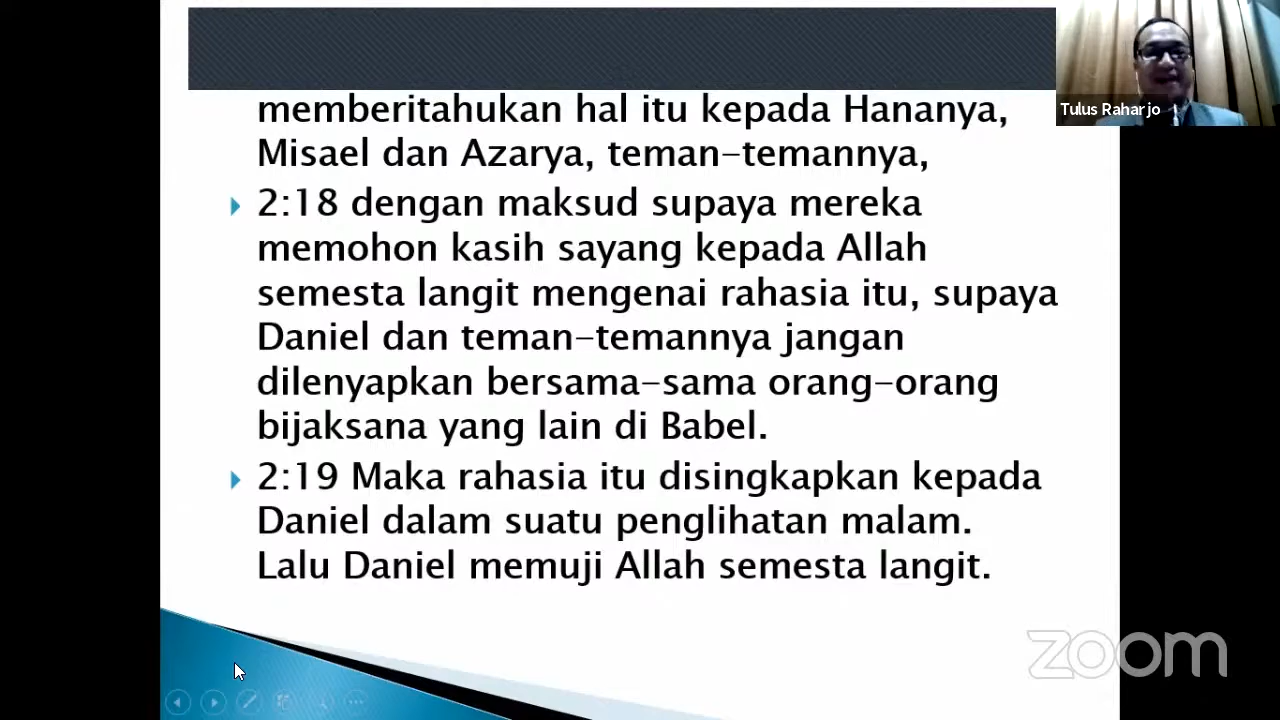 memberitahukan hal itu kepada Hananya,
Misael dan Azarya, teman-temannya,
2:18 dengan maksud supaya mereka
memohon kasih sayang kepada Allah
semesta langit mengenai rahasia itu, supaya
Daniel dan teman-temannya jangan
dilenyapkan bersama-sama orang-orang
bijaksana yang lain di Babel.
2:19 Maka rahasia itu disingkapkan kepada
Daniel dalam suatu penglihatan malam.
Lalu Daniel memuji Allah semesta langit.
Tulus Raharjo
zoom